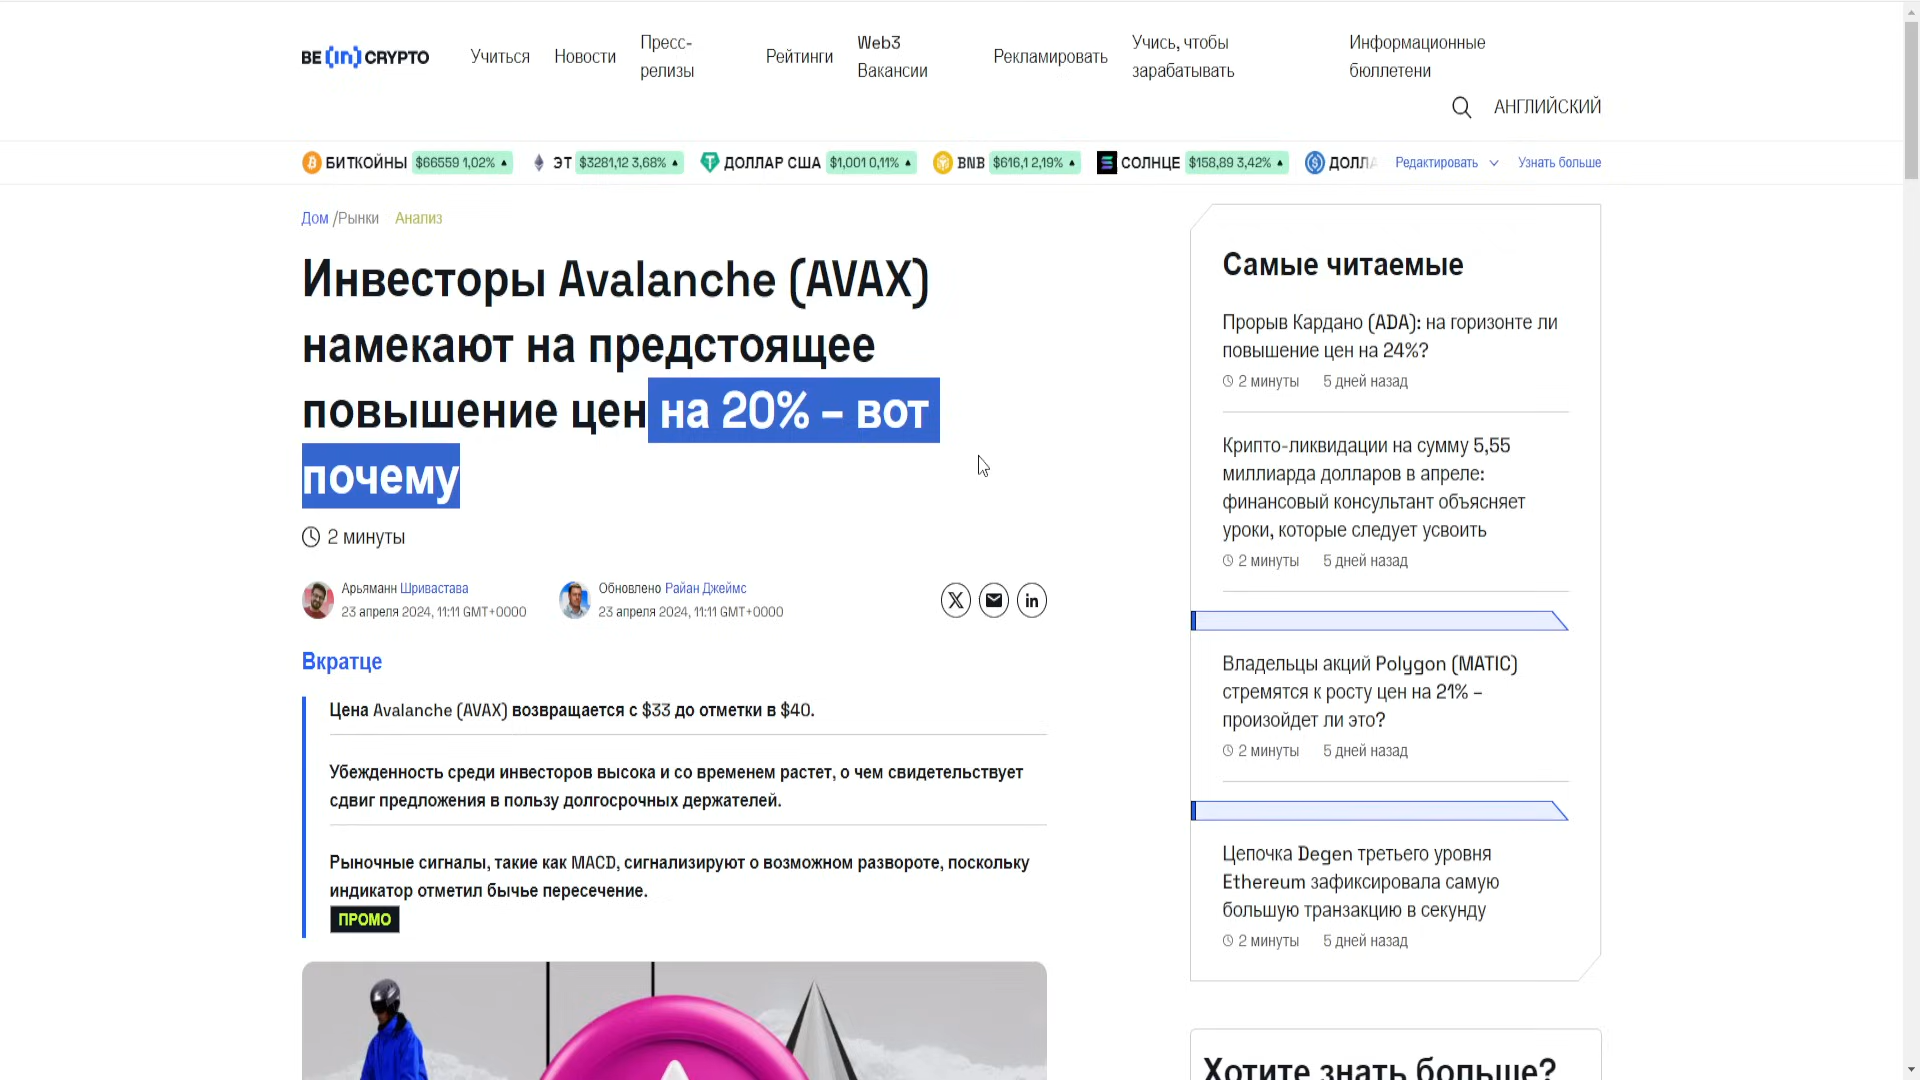 BE[in]CRYPTO
Учиться
Новости
Пресс-
релизы
Рейтинги
Web3
Вакансии
Рекламировать
Учись, чтобы
зарабатывать
Информационные
бюллетени
АНГЛИЙСКИЙ
БИТКОЙНЫ $66559 1,02% ▲ ЭТ $3281,12 3,68% ▲ ДОЛЛАР США $1,001 0,11% ▲ BNB $616,1 2,19% ▲ СОЛНЦЕ $158,89 3,42% ▲ ДОЛЛА Редактировать Узнать больше
Дом /Рынки Анализ
Инвесторы Avalanche (AVAX)
намекают на предстоящее
повышение цен на 20% – вот
почему
2 минуты
Арьяманн Шривастава
23 апреля 2024, 11:11 GMT+0000
Обновлено Райан Джеймс
23 апреля 2024, 11:11 GMT+0000
Вкратце
Цена Avalanche (AVAX) возвращается с $33 до отметки в $40.
Убежденность среди инвесторов высока и со временем растет, о чем свидетельствует
сдвиг предложения в пользу долгосрочных держателей.
Рыночные сигналы, такие как MACD, сигнализируют о возможном развороте, поскольку
индикатор отметил бычье пересечение.
ПРОМО
Самые читаемые
Прорыв Кардано (ADA): на горизонте ли
повышение цен на 24%?
2 минуты 5 дней назад
Крипто-ликвидации на сумму 5,55
миллиарда долларов в апреле:
финансовый консультант объясняет
уроки, которые следует усвоить
2 минуты 5 дней назад
Владельцы акций Polygon (MATIC)
стремятся к росту цен на 21% –
произойдет ли это?
2 минуты 5 дней назад
Цепочка Degen третьего уровня
Ethereum зафиксировала самую
большую транзакцию в секунду
2 минуты 5 дней назад
Хотите знать больше?